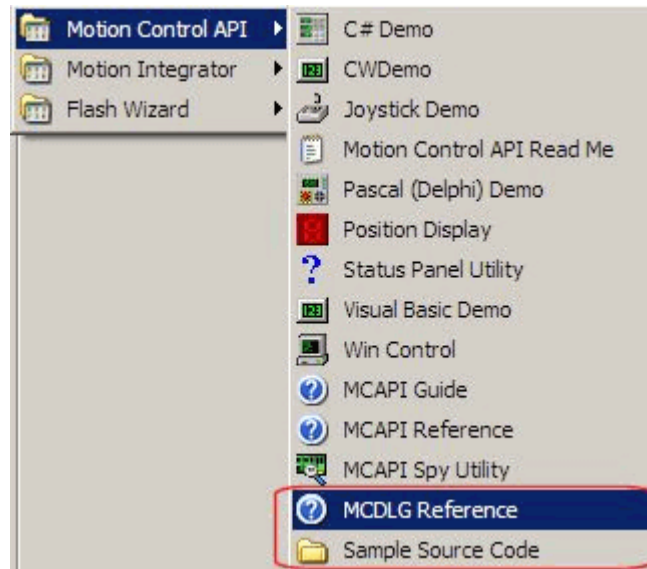 Motion Control API
Motion Integrator
Flash Wizard
C# Demo
CWDemo
Joystick Demo
Motion Control API Read Me
Pascal (Delphi) Demo
Position Display
Status Panel Utility
Visual Basic Demo
Win Control
MCAPI Guide
MCAPI Reference
MCAPI Spy Utility
MCDLG Reference
Sample Source Code